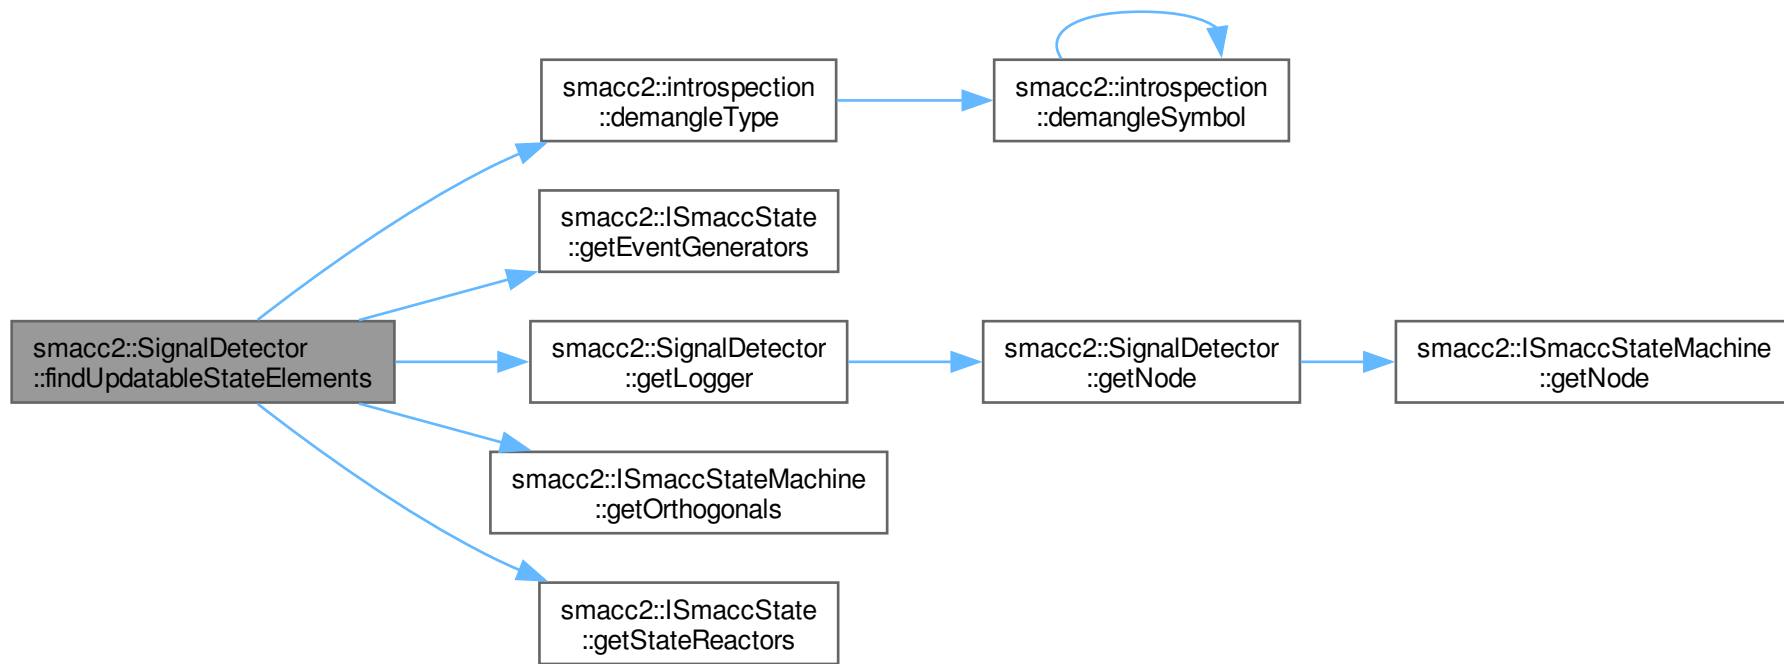 smacc2::SignalDetector
::findUpdatableStateElements
smacc2::introspection
::demangleType
smacc2::introspection
::demangleSymbol
smacc2::ISmaccState
::getEventGenerators
smacc2::SignalDetector
::getLogger
smacc2::SignalDetector
::getNode
smacc2::ISmaccStateMachine
::getNode
smacc2::ISmaccStateMachine
::getOrthogonals
smacc2::ISmaccState
::getStateReactors